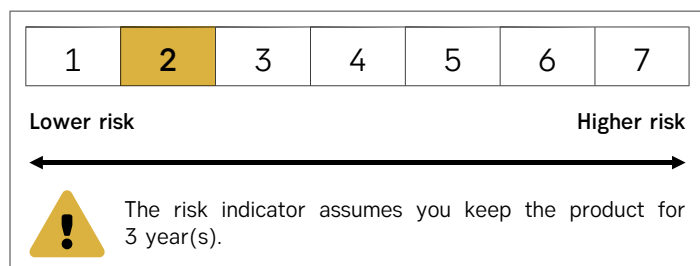 1 2 3 4 5 6 7
Lower risk Higher risk
The risk indicator assumes you keep the product for
3 year(s).